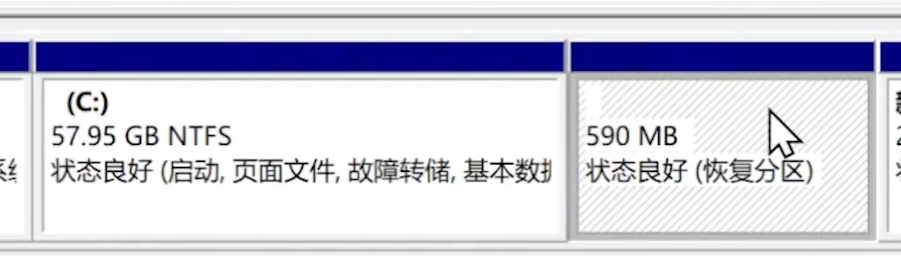 (C:)
57.95 GB NTFS
状态良好 (启动, 页面文件, 故障转储, 基本数据
590 MB
状态良好 (恢复分区)